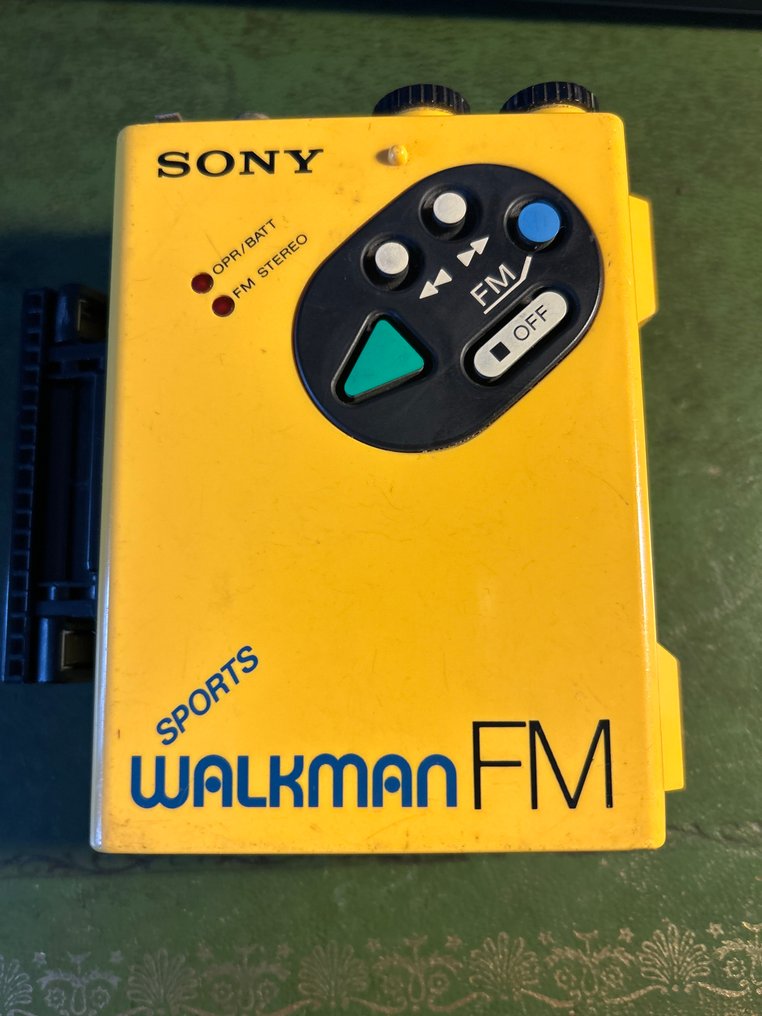 SONY
OPR/BATT
FM STEREO
FM
OFF
SPORTS
WALKMAN FM